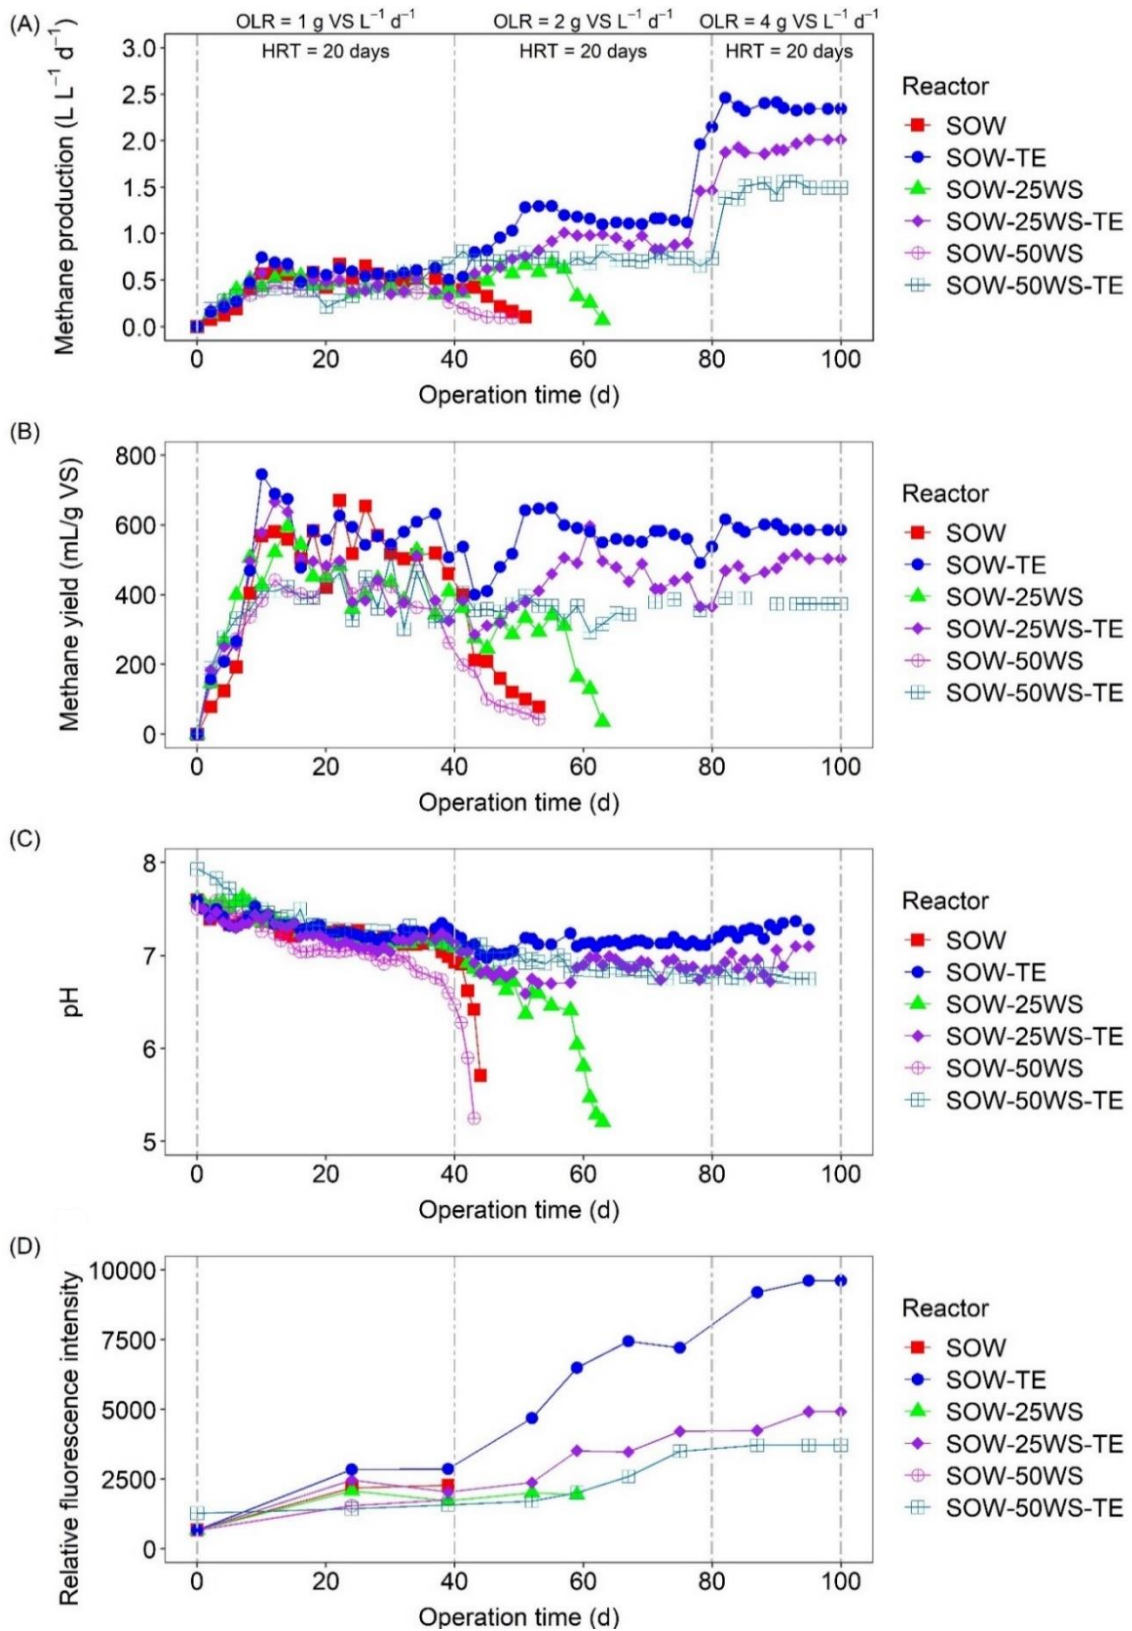 (A)
OLR = 1 g VS L⁻¹ d⁻¹
OLR = 2 g VS L⁻¹ d⁻¹
OLR = 4 g VS L⁻¹ d⁻¹
HRT = 20 days
HRT = 20 days
HRT = 20 days
Methane production (L L⁻¹ d⁻¹)
3.0
2.5
2.0
1.5
1.0
0.5
0.0
0 20 40 60 80 100
Operation time (d)
Reactor
SOW
SOW-TE
SOW-25WS
SOW-25WS-TE
SOW-50WS
SOW-50WS-TE
(B)
Methane yield (mL/g VS)
800
600
400
200
0
0 20 40 60 80 100
Operation time (d)
Reactor
SOW
SOW-TE
SOW-25WS
SOW-25WS-TE
SOW-50WS
SOW-50WS-TE
(C)
pH
8
7
6
5
0 20 40 60 80 100
Operation time (d)
Reactor
SOW
SOW-TE
SOW-25WS
SOW-25WS-TE
SOW-50WS
SOW-50WS-TE
(D)
Relative fluorescence intensity
10000
7500
5000
2500
0
0 20 40 60 80 100
Operation time (d)
Reactor
SOW
SOW-TE
SOW-25WS
SOW-25WS-TE
SOW-50WS
SOW-50WS-TE